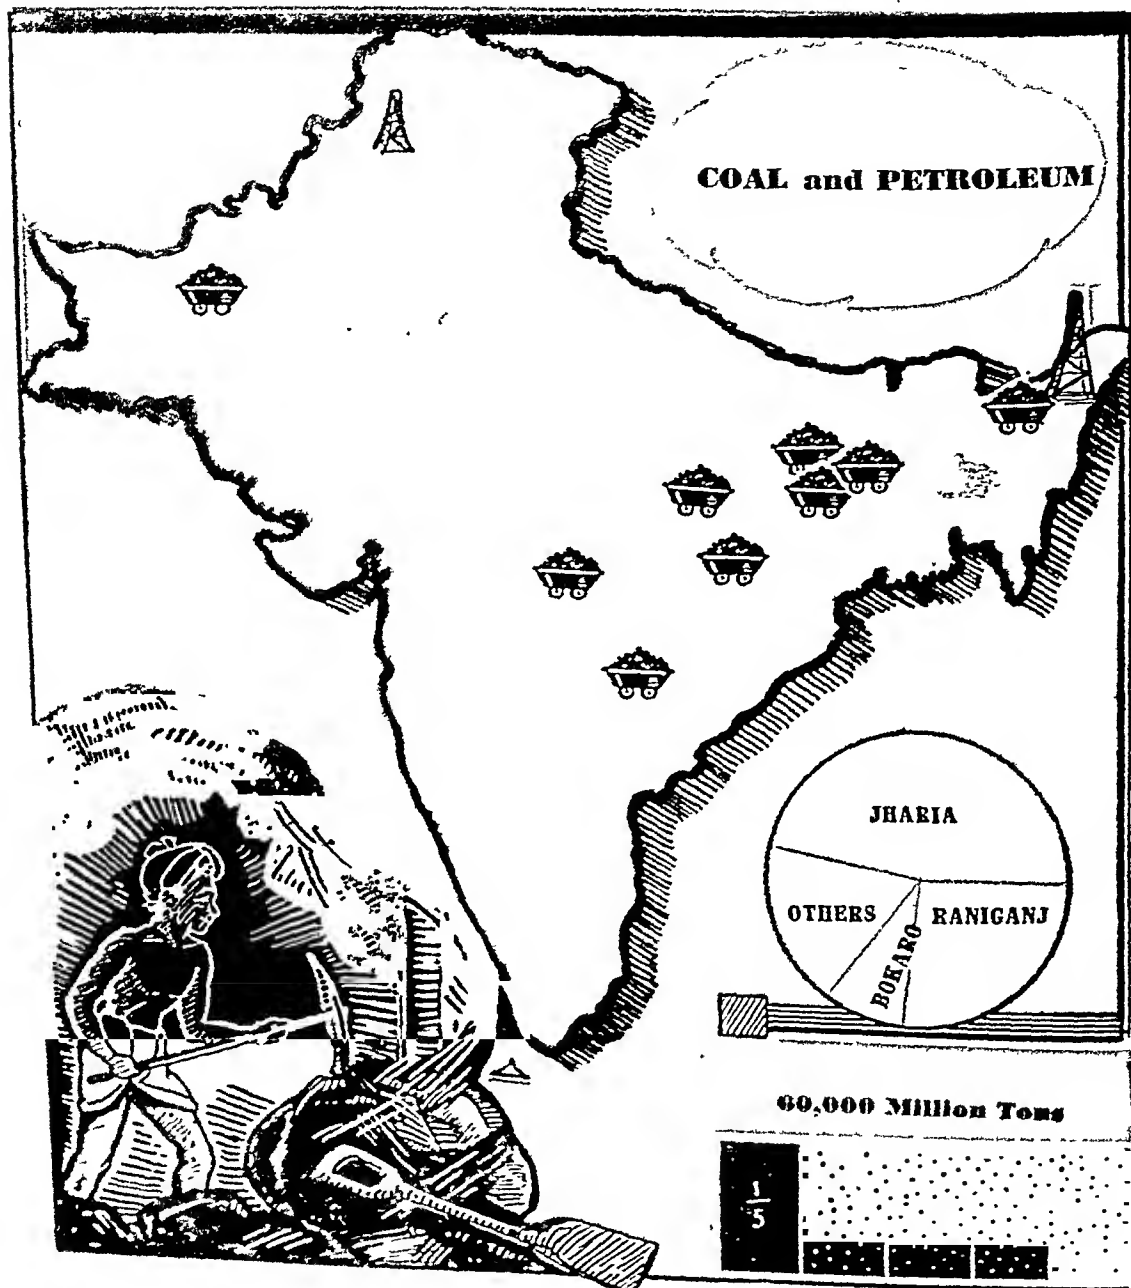 COAL and PETROLEUM
JHARIA
OTHERS
BOKARO
RANIGANJ
60,000 Million Tons
1
5